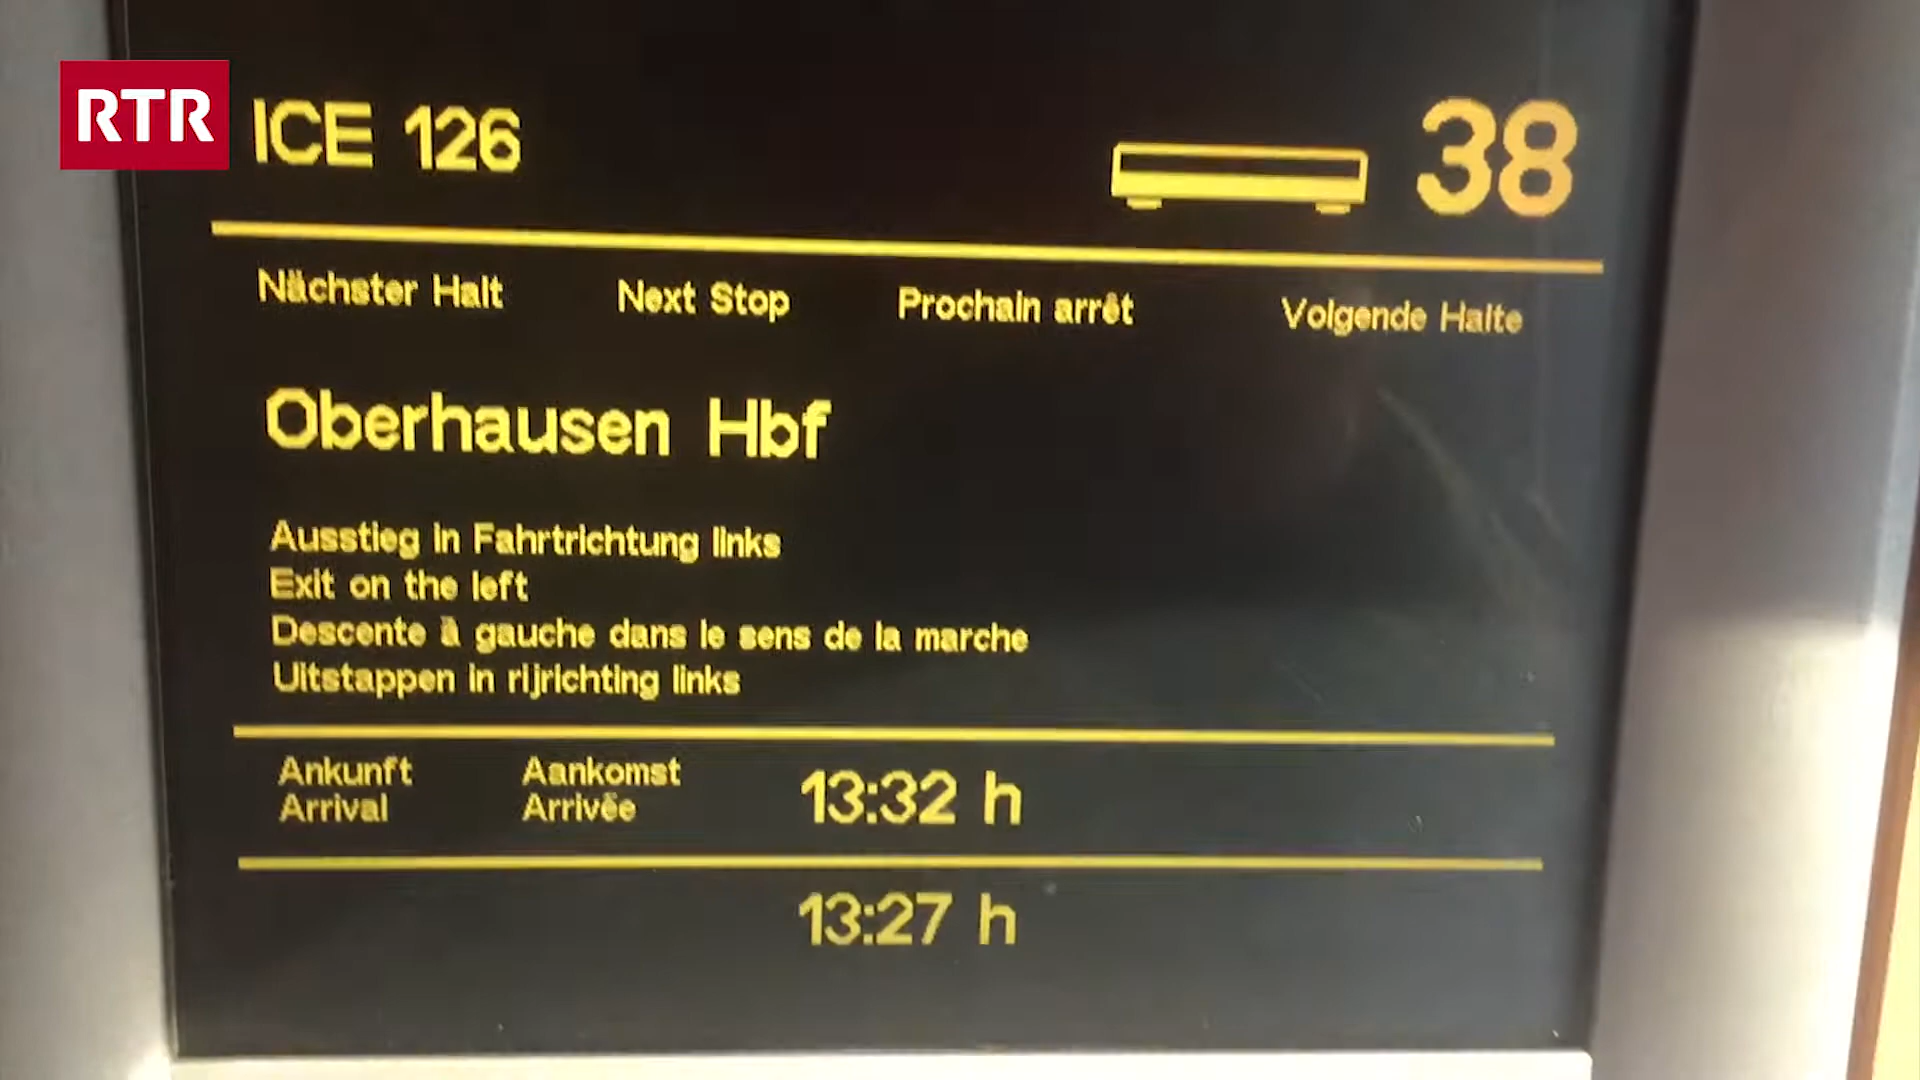 RTR
ICE 126 38
Nächster Halt Next Stop Prochain arrêt Volgende Halte
Oberhausen Hbf
Ausstieg in Fahrtrichtung links
Exit on the left
Descente à gauche dans le sens de la marche
Uitstappen in rijrichting links
Ankunft Aankomst 13:32 h
Arrival Arrivée
13:27 h